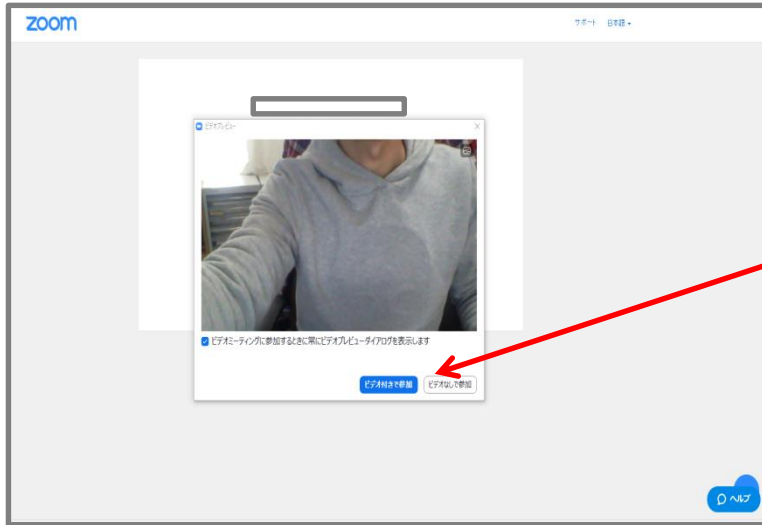 zoom
サポート 日本語
ビデオプレビュー
ビデオミーティングに参加するときに常にビデオプレビューダイアログを表示します
ビデオ付きで参加 ビデオなしで参加
ヘルプ